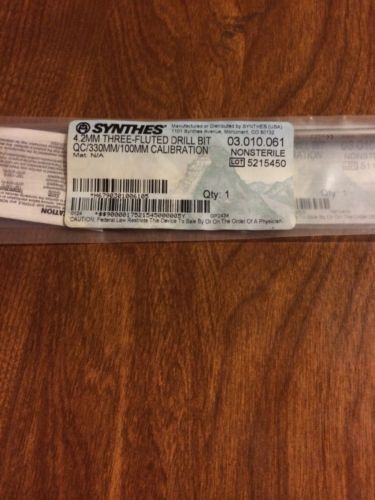 SYNTHES®
Manufactured or Distributed by SYNTHES (USA)
1101 Synthes Avenue, Monument, CO 80132
4.2MM THREE-FLUTED DRILL BIT
QC/330MM/100MM CALIBRATION
Mat: N/A
03.010.061
NONSTERILE
LOT 5215450
Qty: 1
CAUTION: Federal Law Restricts This Device To Sale By Or On The Order Of A Physician